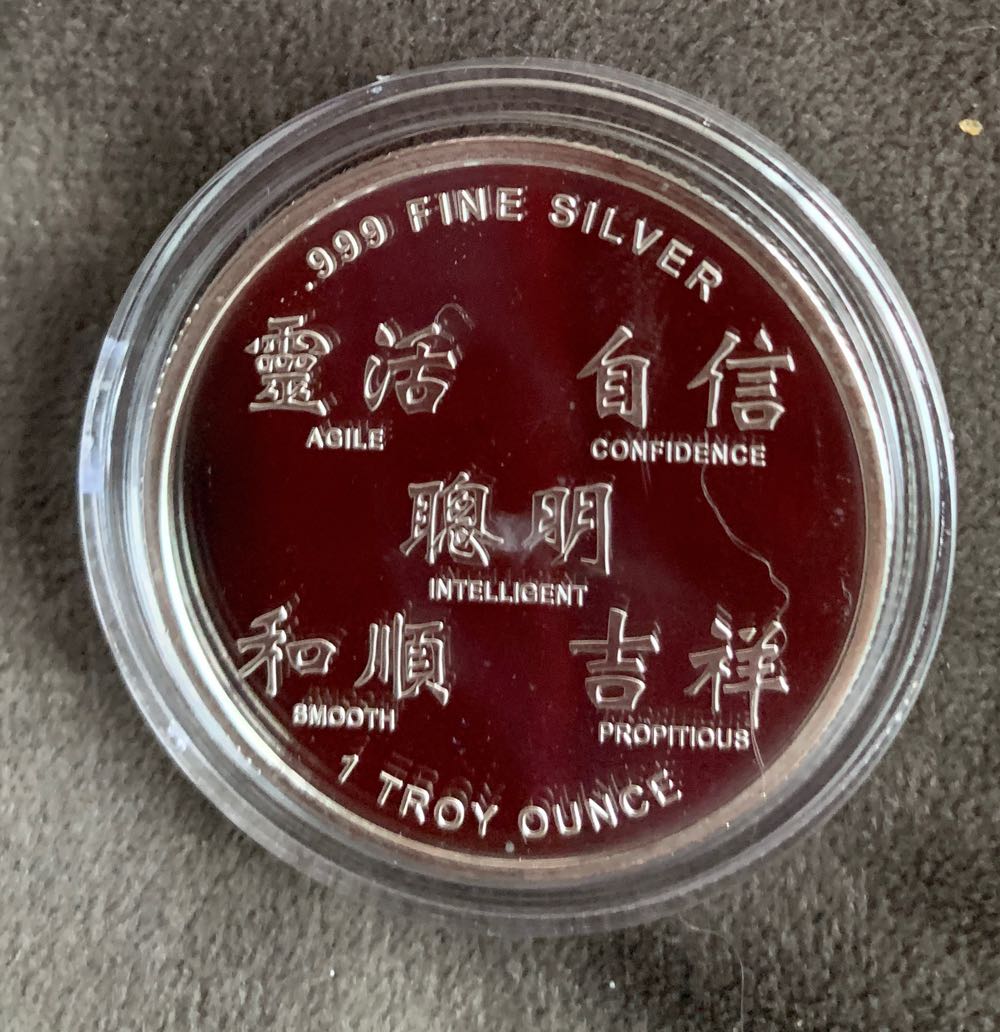 .999 FINE SILVER
靈活 自信
AGILE CONFIDENCE
聰明
INTELLIGENT
和順 吉祥
SMOOTH PROPITIOUS
1 TROY OUNCE